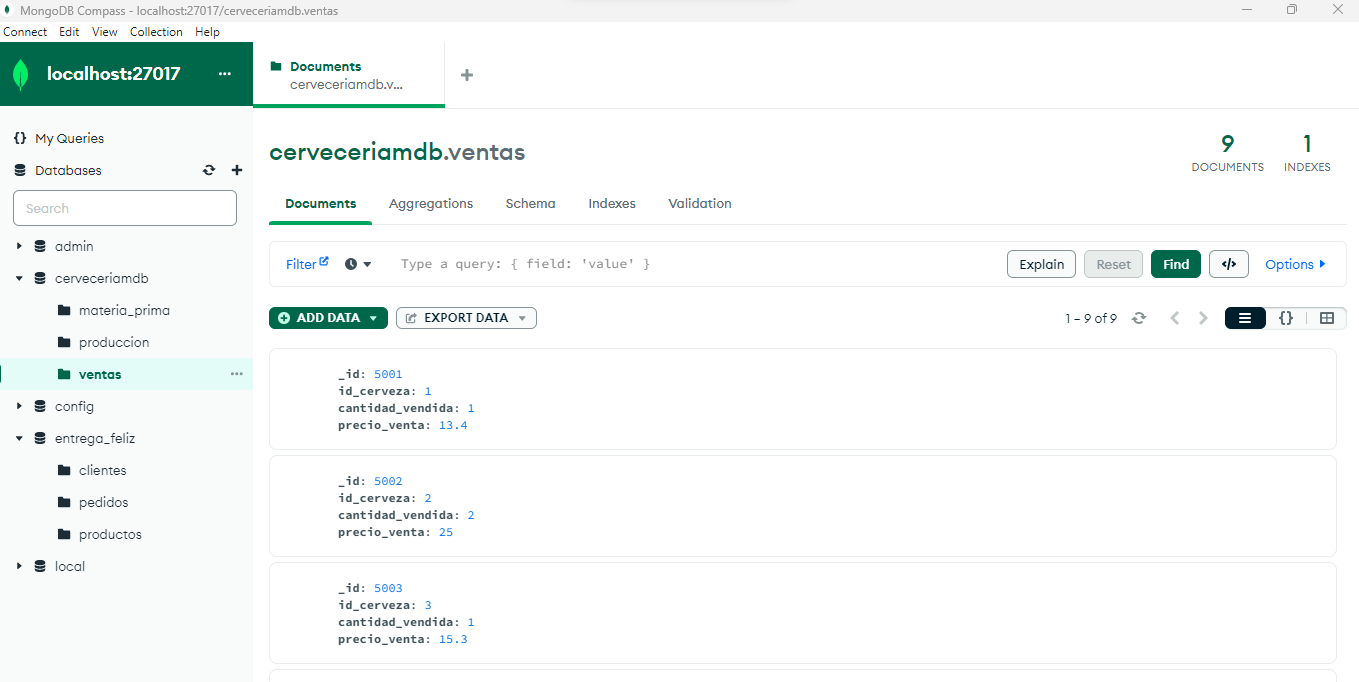 MongoDB Compass - localhost:27017/cerveceriamdb.ventas
Connect Edit View Collection Help
localhost:27017 ...
Documents
cerveceriamdb.v...
+
{} My Queries
Databases
Search
admin
cerveceriamdb
materia_prima
produccion
ventas ...
config
entrega_feliz
clientes
pedidos
productos
local
cerveceriamdb.ventas
9
DOCUMENTS
1
INDEXES
Documents Aggregations Schema Indexes Validation
Filter Type a query: { field: 'value' } Explain Reset Find </> Options
ADD DATA EXPORT DATA 1 – 9 of 9 {}
_id: 5001
id_cerveza: 1
cantidad_vendida: 1
precio_venta: 13.4
_id: 5002
id_cerveza: 2
cantidad_vendida: 2
precio_venta: 25
_id: 5003
id_cerveza: 3
cantidad_vendida: 1
precio_venta: 15.3